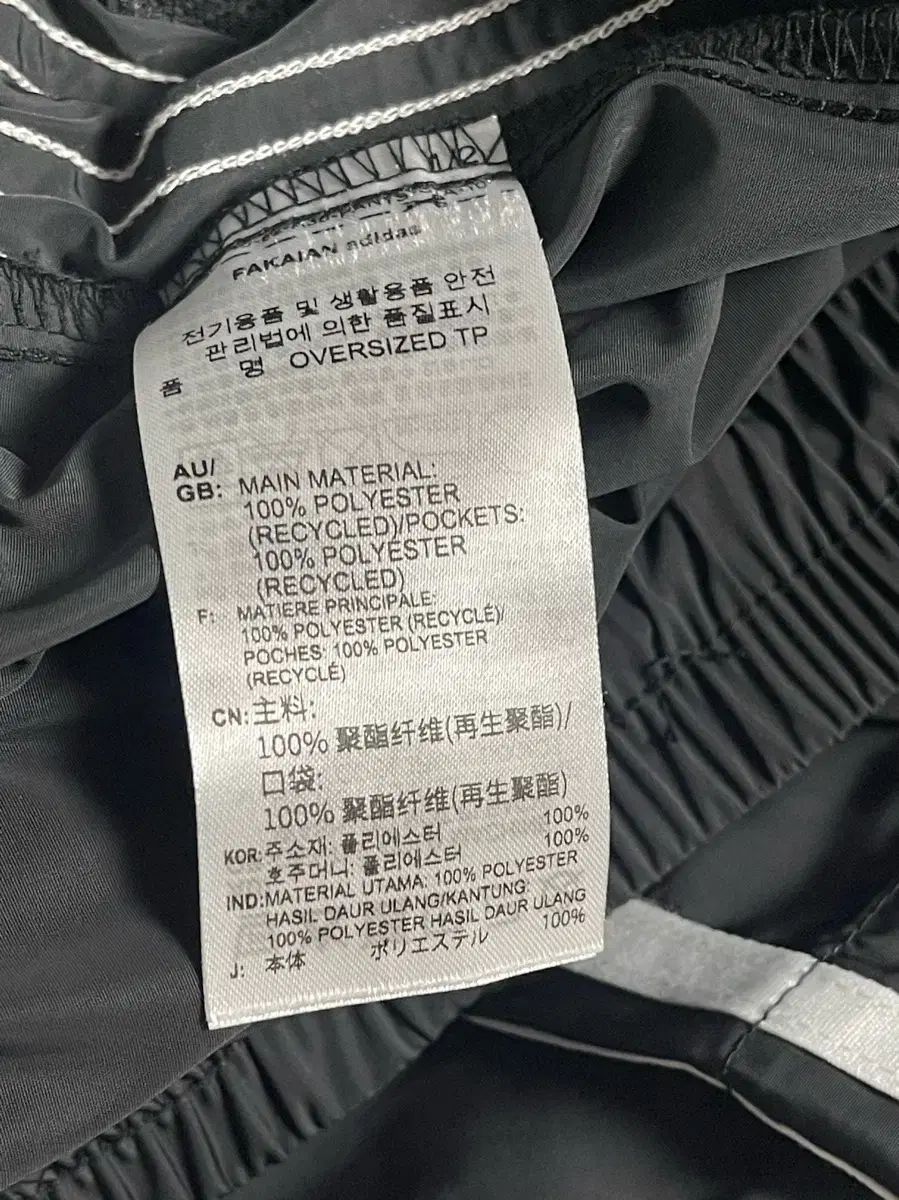 1/2
FAKAIAN adidas
전기용품 및 생활용품 안전
관리법에 의한 품질표시
품 명 OVERSIZED TP
AU/
GB: MAIN MATERIAL:
100% POLYESTER
(RECYCLED)/POCKETS:
100% POLYESTER
(RECYCLED)
F: MATIERE PRINCIPALE:
100% POLYESTER (RECYCLÉ)/
POCHES: 100% POLYESTER
(RECYCLÉ)
CN: 主料:
100% 聚酯纤维(再生聚酯)/
口袋:
100% 聚酯纤维(再生聚酯)
KOR: 주소재: 폴리에스터 100%
호주머니: 폴리에스터 100%
IND: MATERIAL UTAMA: 100% POLYESTER
HASIL DAUR ULANG/KANTUNG:
100% POLYESTER HASIL DAUR ULANG
J: 本体 ポリエステル 100%